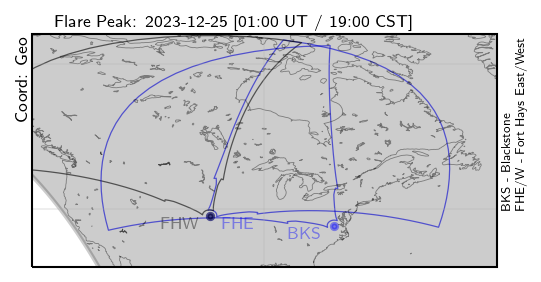 Flare Peak: 2023-12-25 [01:00 UT / 19:00 CST]
Coord: Geo
FHW
FHE
BKS
BKS - Blackstone
FHE/W - Fort Hays East/West